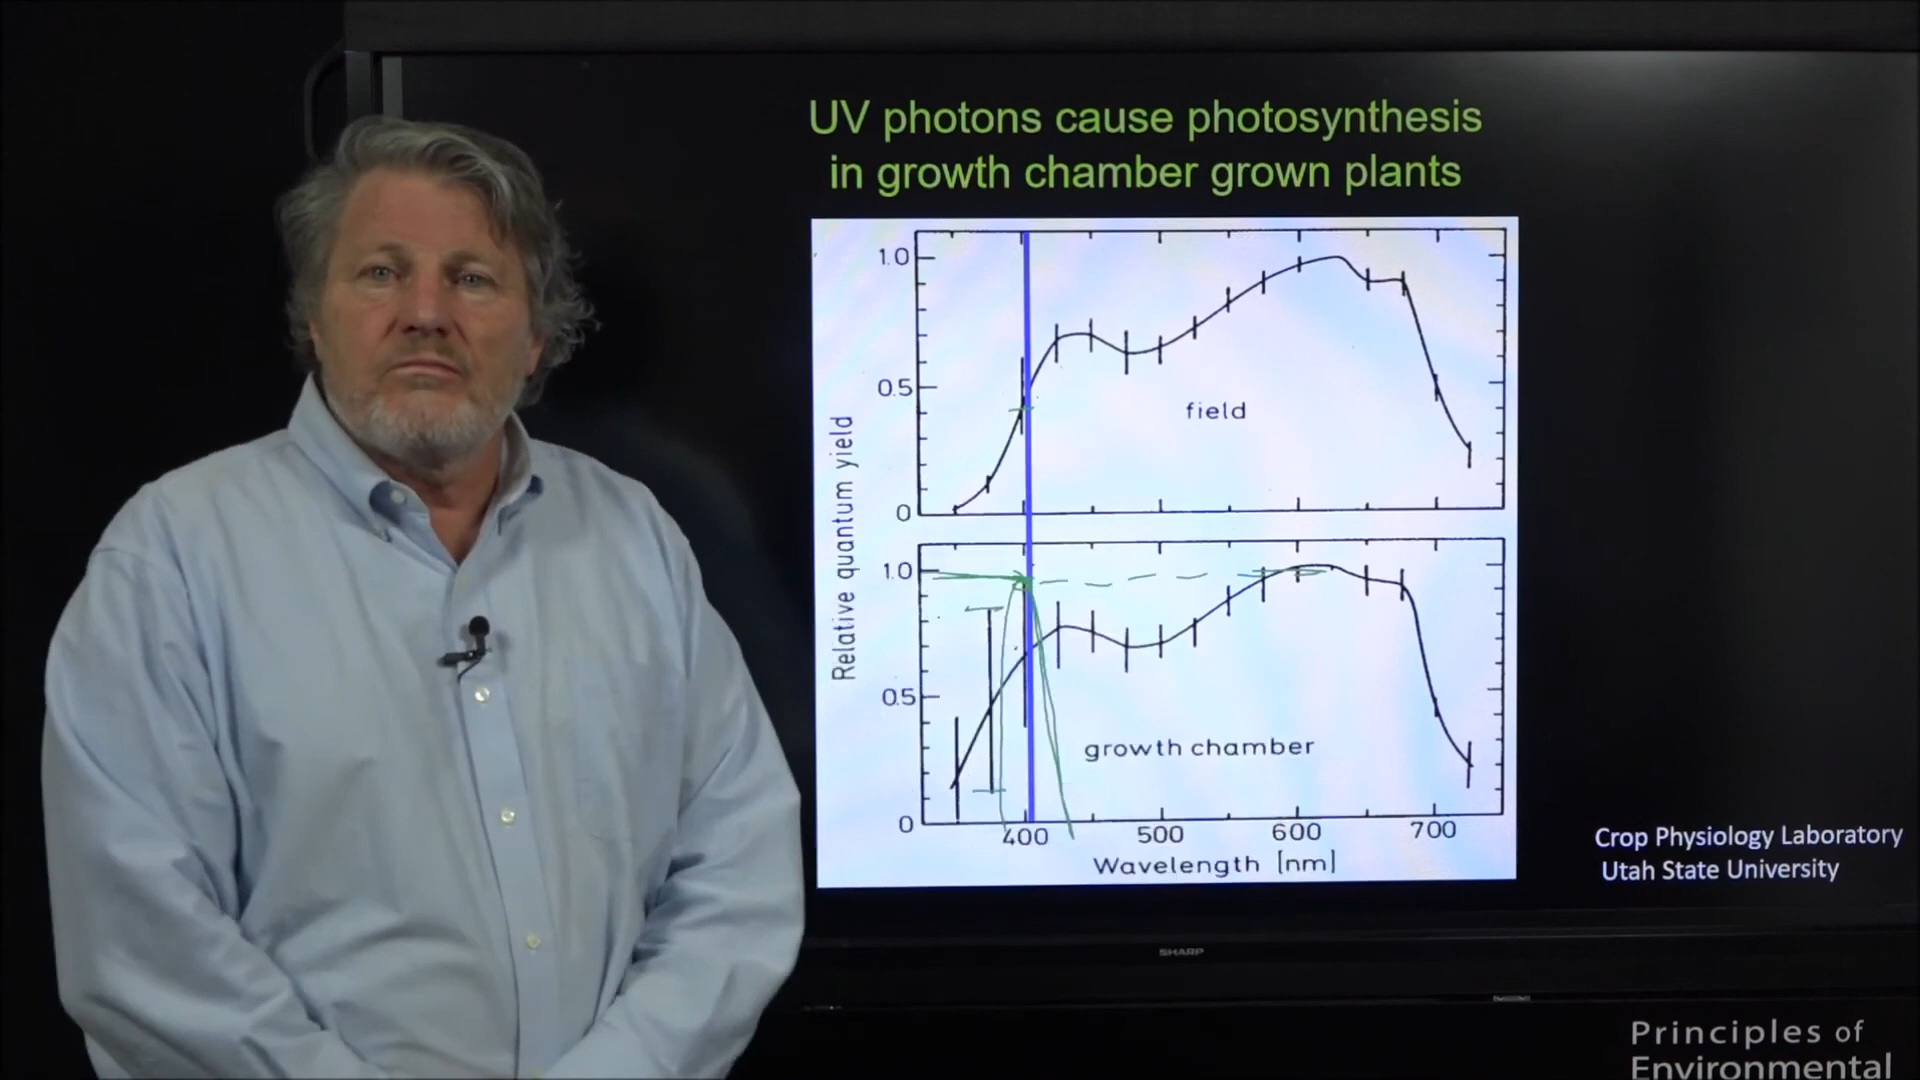 UV photons cause photosynthesis
in growth chamber grown plants
Relative quantum yield
1.0
0.5
0
field
1.0
0.5
0
growth chamber
400 500 600 700
Wavelength [nm]
Crop Physiology Laboratory
Utah State University
SHARP
Principles of
Environmental